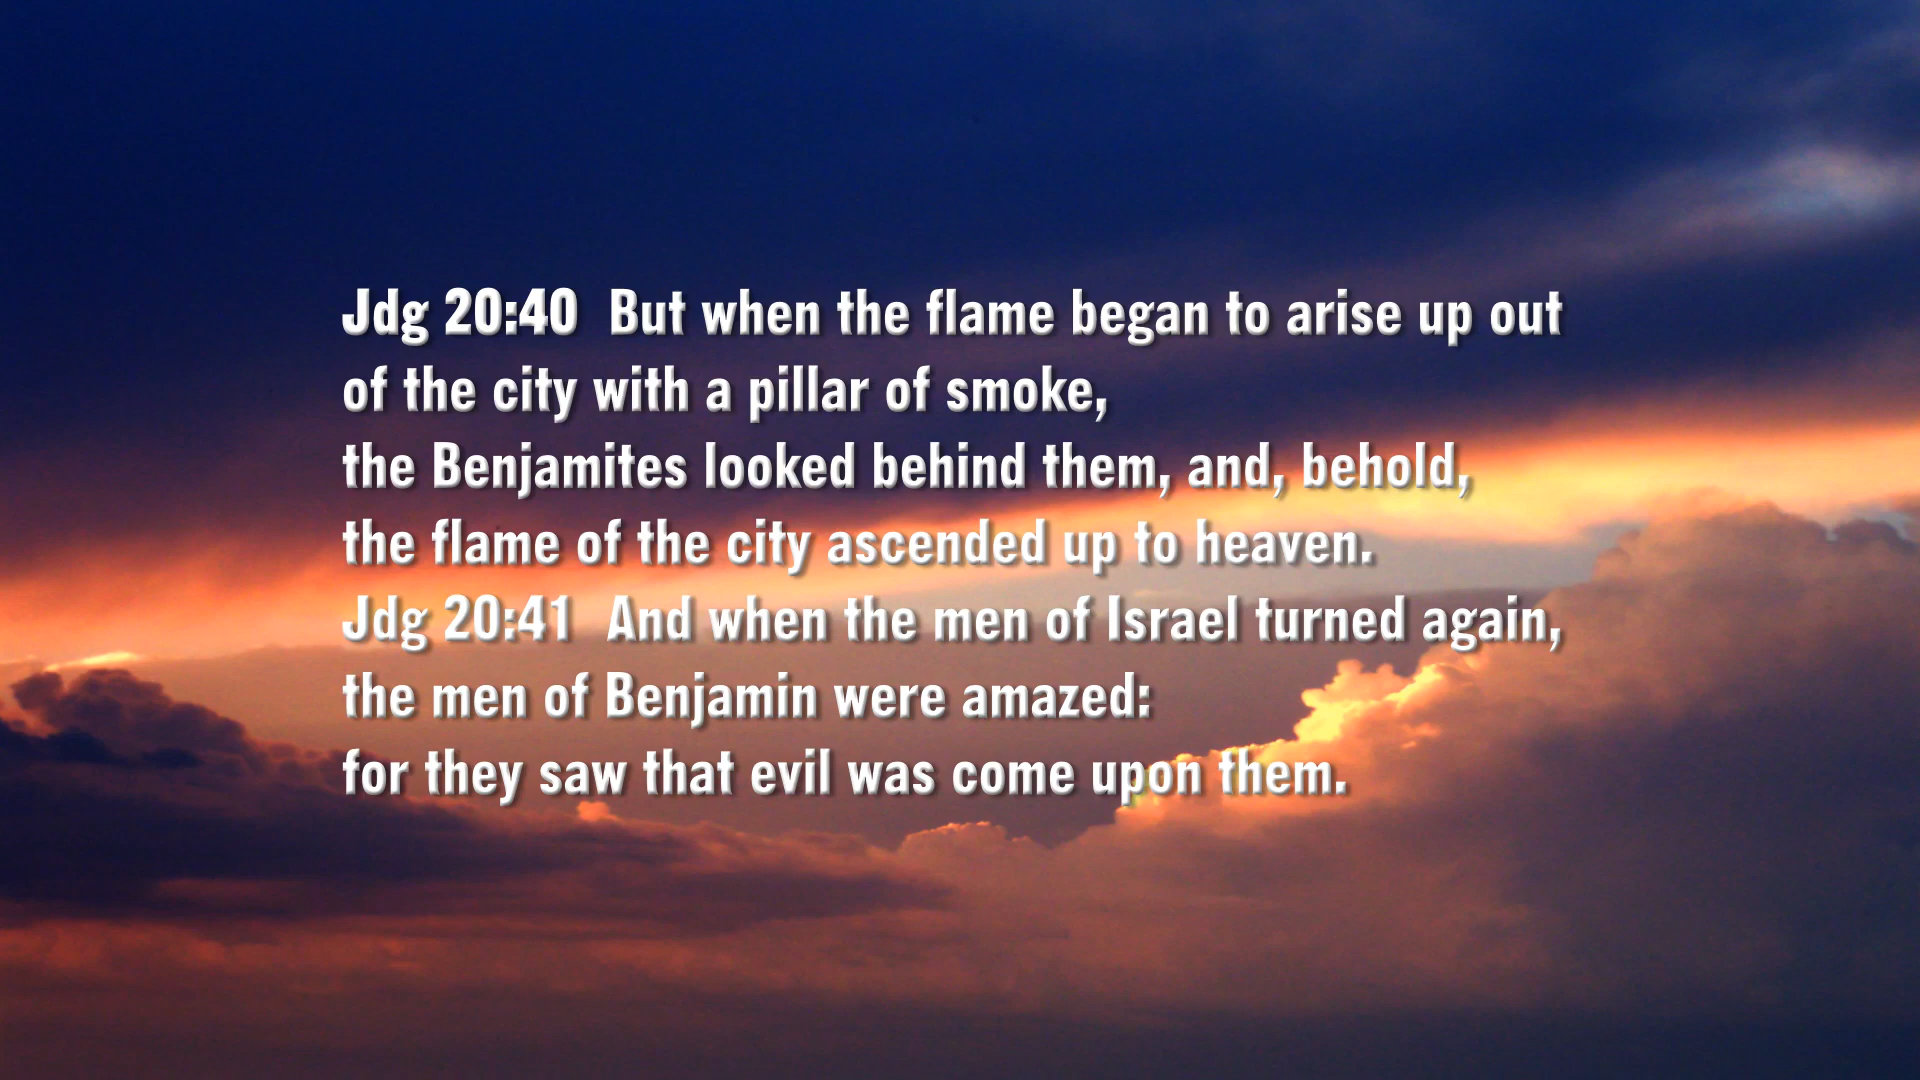 Jdg 20:40  But when the flame began to arise up out
of the city with a pillar of smoke,
the Benjamites looked behind them, and, behold,
the flame of the city ascended up to heaven.
Jdg 20:41  And when the men of Israel turned again,
the men of Benjamin were amazed:
for they saw that evil was come upon them.